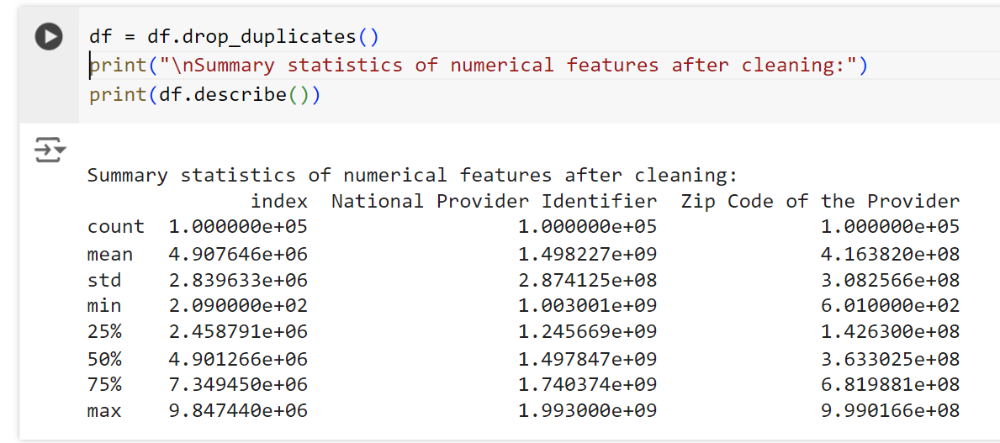 df = df.drop_duplicates()
print("\nSummary statistics of numerical features after cleaning:")
print(df.describe())
Summary statistics of numerical features after cleaning:
index National Provider Identifier Zip Code of the Provider
count 1.000000e+05 1.000000e+05 1.000000e+05
mean 4.907646e+06 1.498227e+09 4.163820e+08
std 2.839633e+06 2.874125e+08 3.082566e+08
min 2.090000e+02 1.003001e+09 6.010000e+02
25% 2.458791e+06 1.245669e+09 1.426300e+08
50% 4.901266e+06 1.497847e+09 3.633025e+08
75% 7.349450e+06 1.740374e+09 6.819881e+08
max 9.847440e+06 1.993000e+09 9.990166e+08